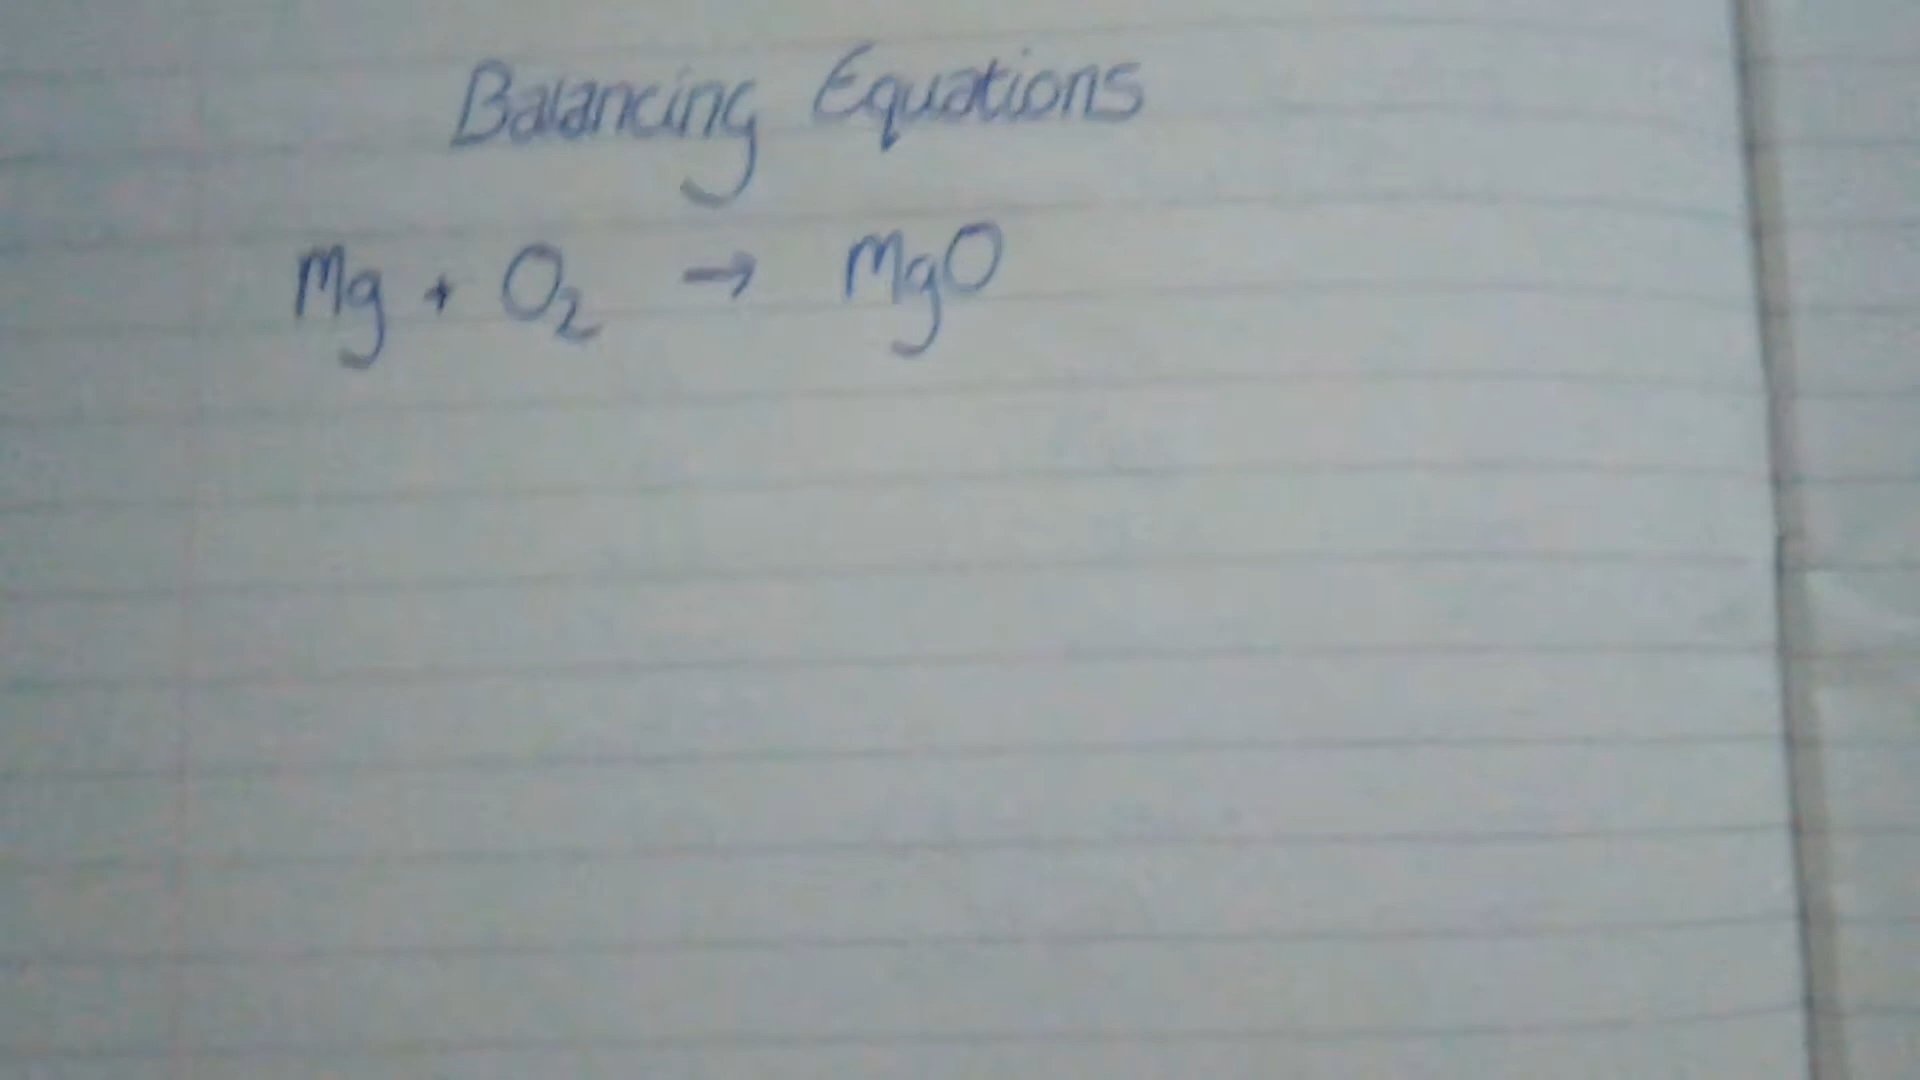 Balancing Equations
Mg + O₂ → MgO